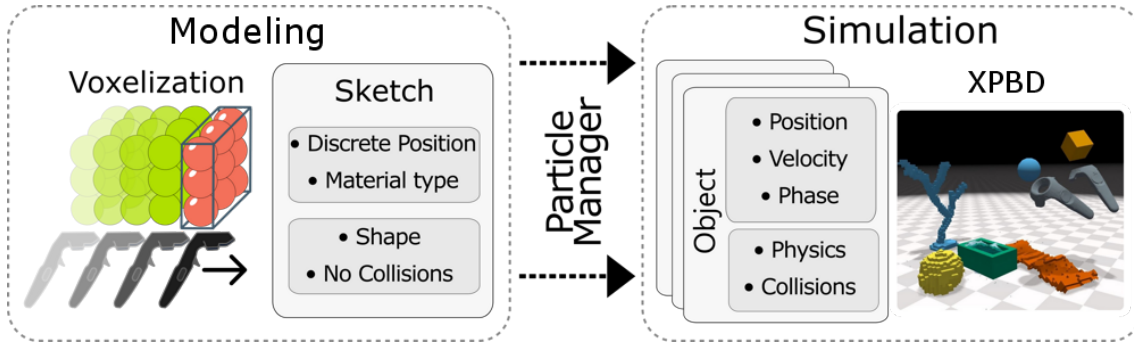 Modeling
Voxelization
Sketch
• Discrete Position
• Material type
• Shape
• No Collisions
Particle
Manager
Simulation
Object
• Position
• Velocity
• Phase
• Physics
• Collisions
XPBD